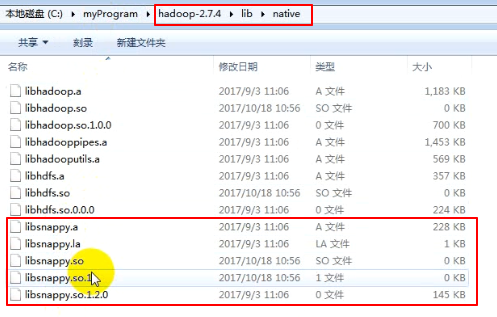 本地磁盘 (C:) ▸ myProgram ▸ hadoop-2.7.4 ▸ lib ▸ native
共享 刻录 新建文件夹
名称 修改日期 类型 大小
libhadoop.a 2017/9/3 11:06 A 文件 1,183 KB
libhadoop.so 2017/10/18 10:56 SO 文件 0 KB
libhadoop.so.1.0.0 2017/9/3 11:06 0 文件 700 KB
libhadooppipes.a 2017/9/3 11:06 A 文件 1,453 KB
libhadooputils.a 2017/9/3 11:06 A 文件 569 KB
libhdfs.a 2017/9/3 11:06 A 文件 357 KB
libhdfs.so 2017/10/18 10:56 SO 文件 0 KB
libhdfs.so.0.0.0 2017/9/3 11:06 0 文件 224 KB
libsnappy.a 2017/9/3 11:06 A 文件 228 KB
libsnappy.la 2017/9/3 11:06 LA 文件 1 KB
libsnappy.so 2017/10/18 10:56 SO 文件 0 KB
libsnappy.so.1 2017/10/18 10:56 1 文件 0 KB
libsnappy.so.1.2.0 2017/9/3 11:06 0 文件 145 KB